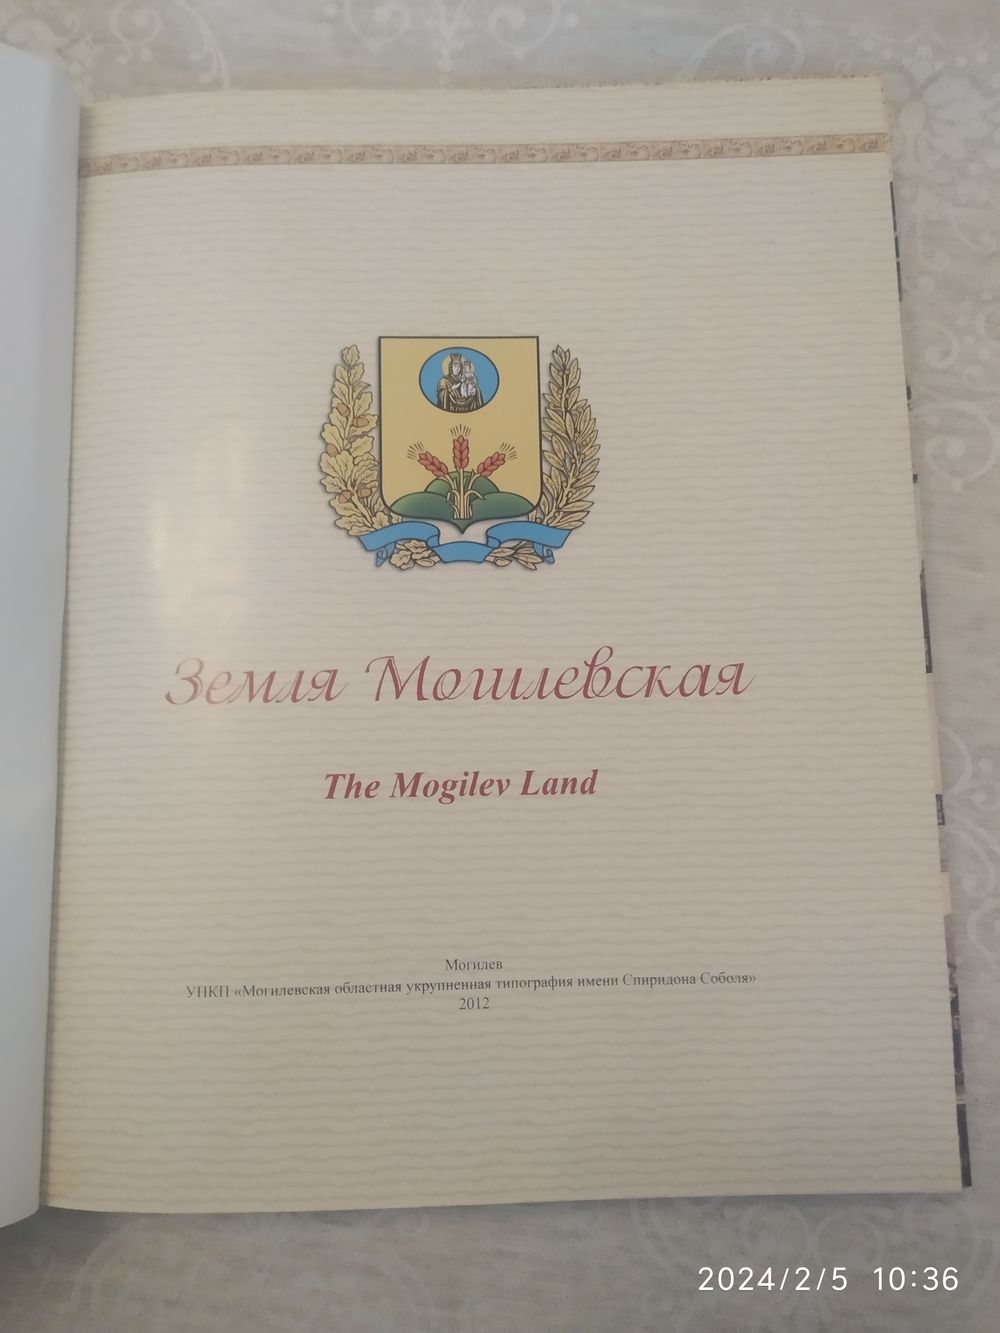 Земля Могилевская
The Mogilev Land
Могилев
УПКП «Могилевская областная укрупненная типография имени Спиридона Соболя»
2012
2024/2/5 10:36